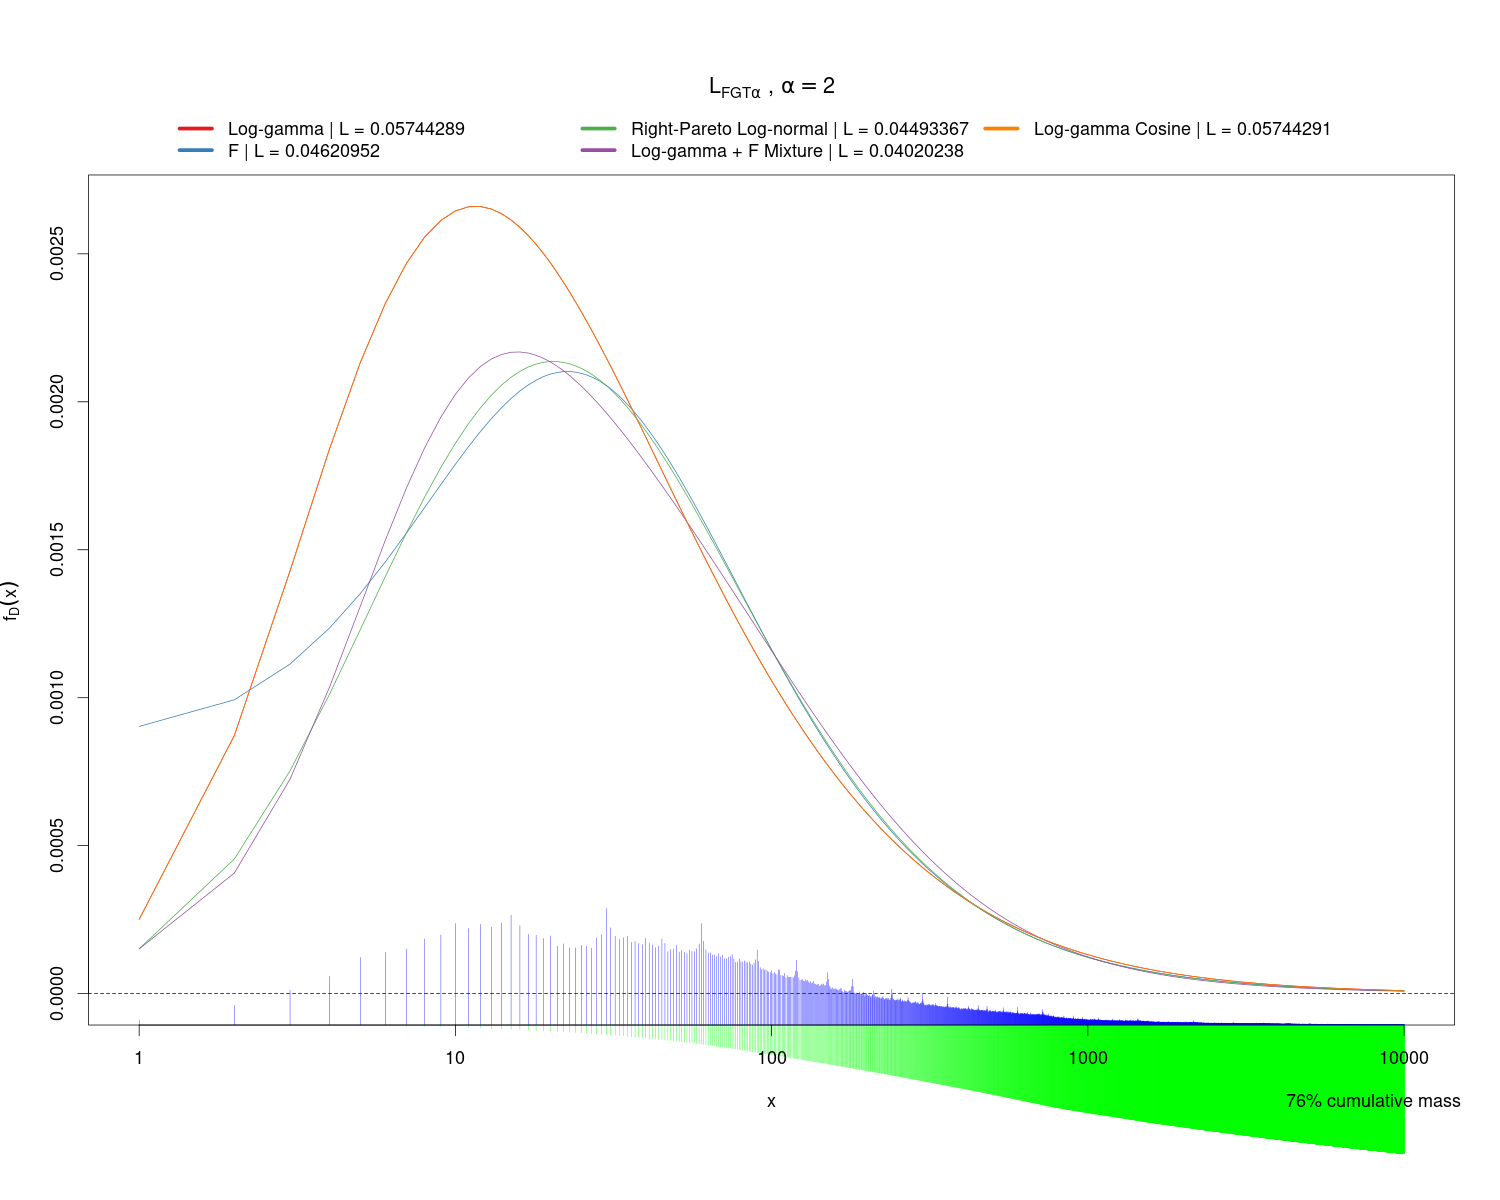 L_FGTα , α = 2
Log-gamma | L = 0.05744289
Right-Pareto Log-normal | L = 0.04493367
Log-gamma Cosine | L = 0.05744291
F | L = 0.04620952
Log-gamma + F Mixture | L = 0.04020238
0.0025
0.0020
0.0015
0.0010
0.0005
0.0000
f_D(x)
1
10
100
1000
10000
x
76% cumulative mass